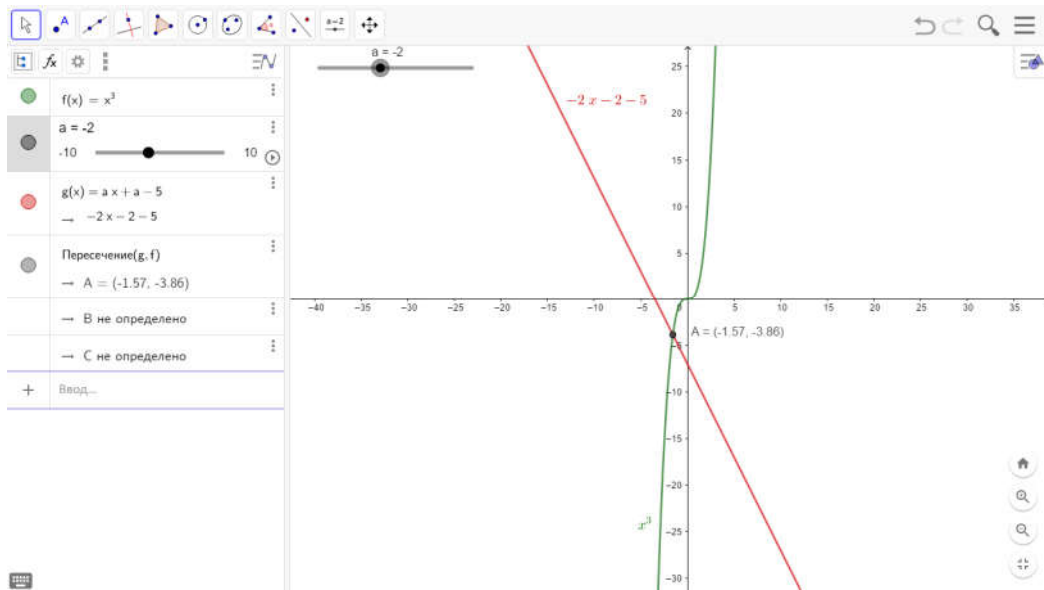 a=2
f(x) = x³
a = -2
-10
10
g(x) = a x + a − 5
→ −2 x − 2 − 5
Пересечение(g, f)
→ A = (-1.57, -3.86)
→ B не определено
→ C не определено
+ Ввод...
a = -2
−2 x − 2 − 5
A = (-1.57, -3.86)
x³
25
20
15
10
5
−40 −35 −30 −25 −20 −15 −10 −5 0 5 10 15 20 25 30 35
−5
−10
−15
−20
−25
−30